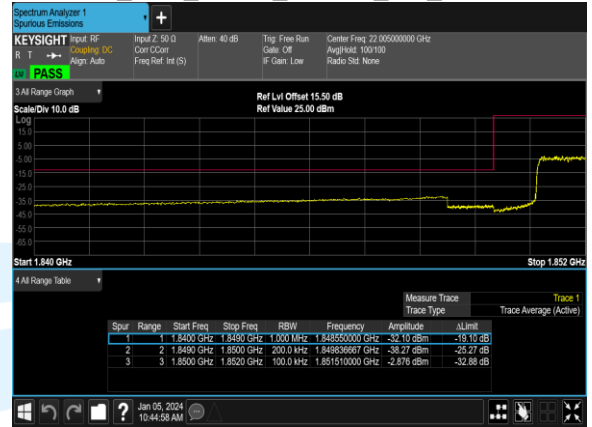 Spectrum Analyzer 1
Spurious Emissions
+
KEYSIGHT Input: RF Input Z: 50 Ω Atten: 40 dB Trig: Free Run Center Freq: 22.005000000 GHz
R T Coupling: DC Corr CCorr Gate: Off Avg|Hold: 100/100
Align: Auto Freq Ref: Int (S) IF Gain: Low Radio Std: None
PASS
3 All Range Graph
Ref Lvl Offset 15.50 dB
Scale/Div 10.0 dB Ref Value 25.00 dBm
Log
15.0
5.00
-5.00
-15.0
-25.0
-35.0
-45.0
-55.0
-65.0
Start 1.840 GHz Stop 1.852 GHz
4 All Range Table
Measure Trace Trace 1
Trace Type Trace Average (Active)
Spur Range Start Freq Stop Freq RBW Frequency Amplitude ΔLimit
1 1 1.8400 GHz 1.8490 GHz 1.000 MHz 1.848550000 GHz -32.10 dBm -19.10 dB
2 2 1.8490 GHz 1.8500 GHz 200.0 kHz 1.849836667 GHz -38.27 dBm -25.27 dB
3 3 1.8500 GHz 1.8520 GHz 100.0 kHz 1.851510000 GHz -2.876 dBm -32.88 dB
? Jan 05, 2024
10:44:58 AM